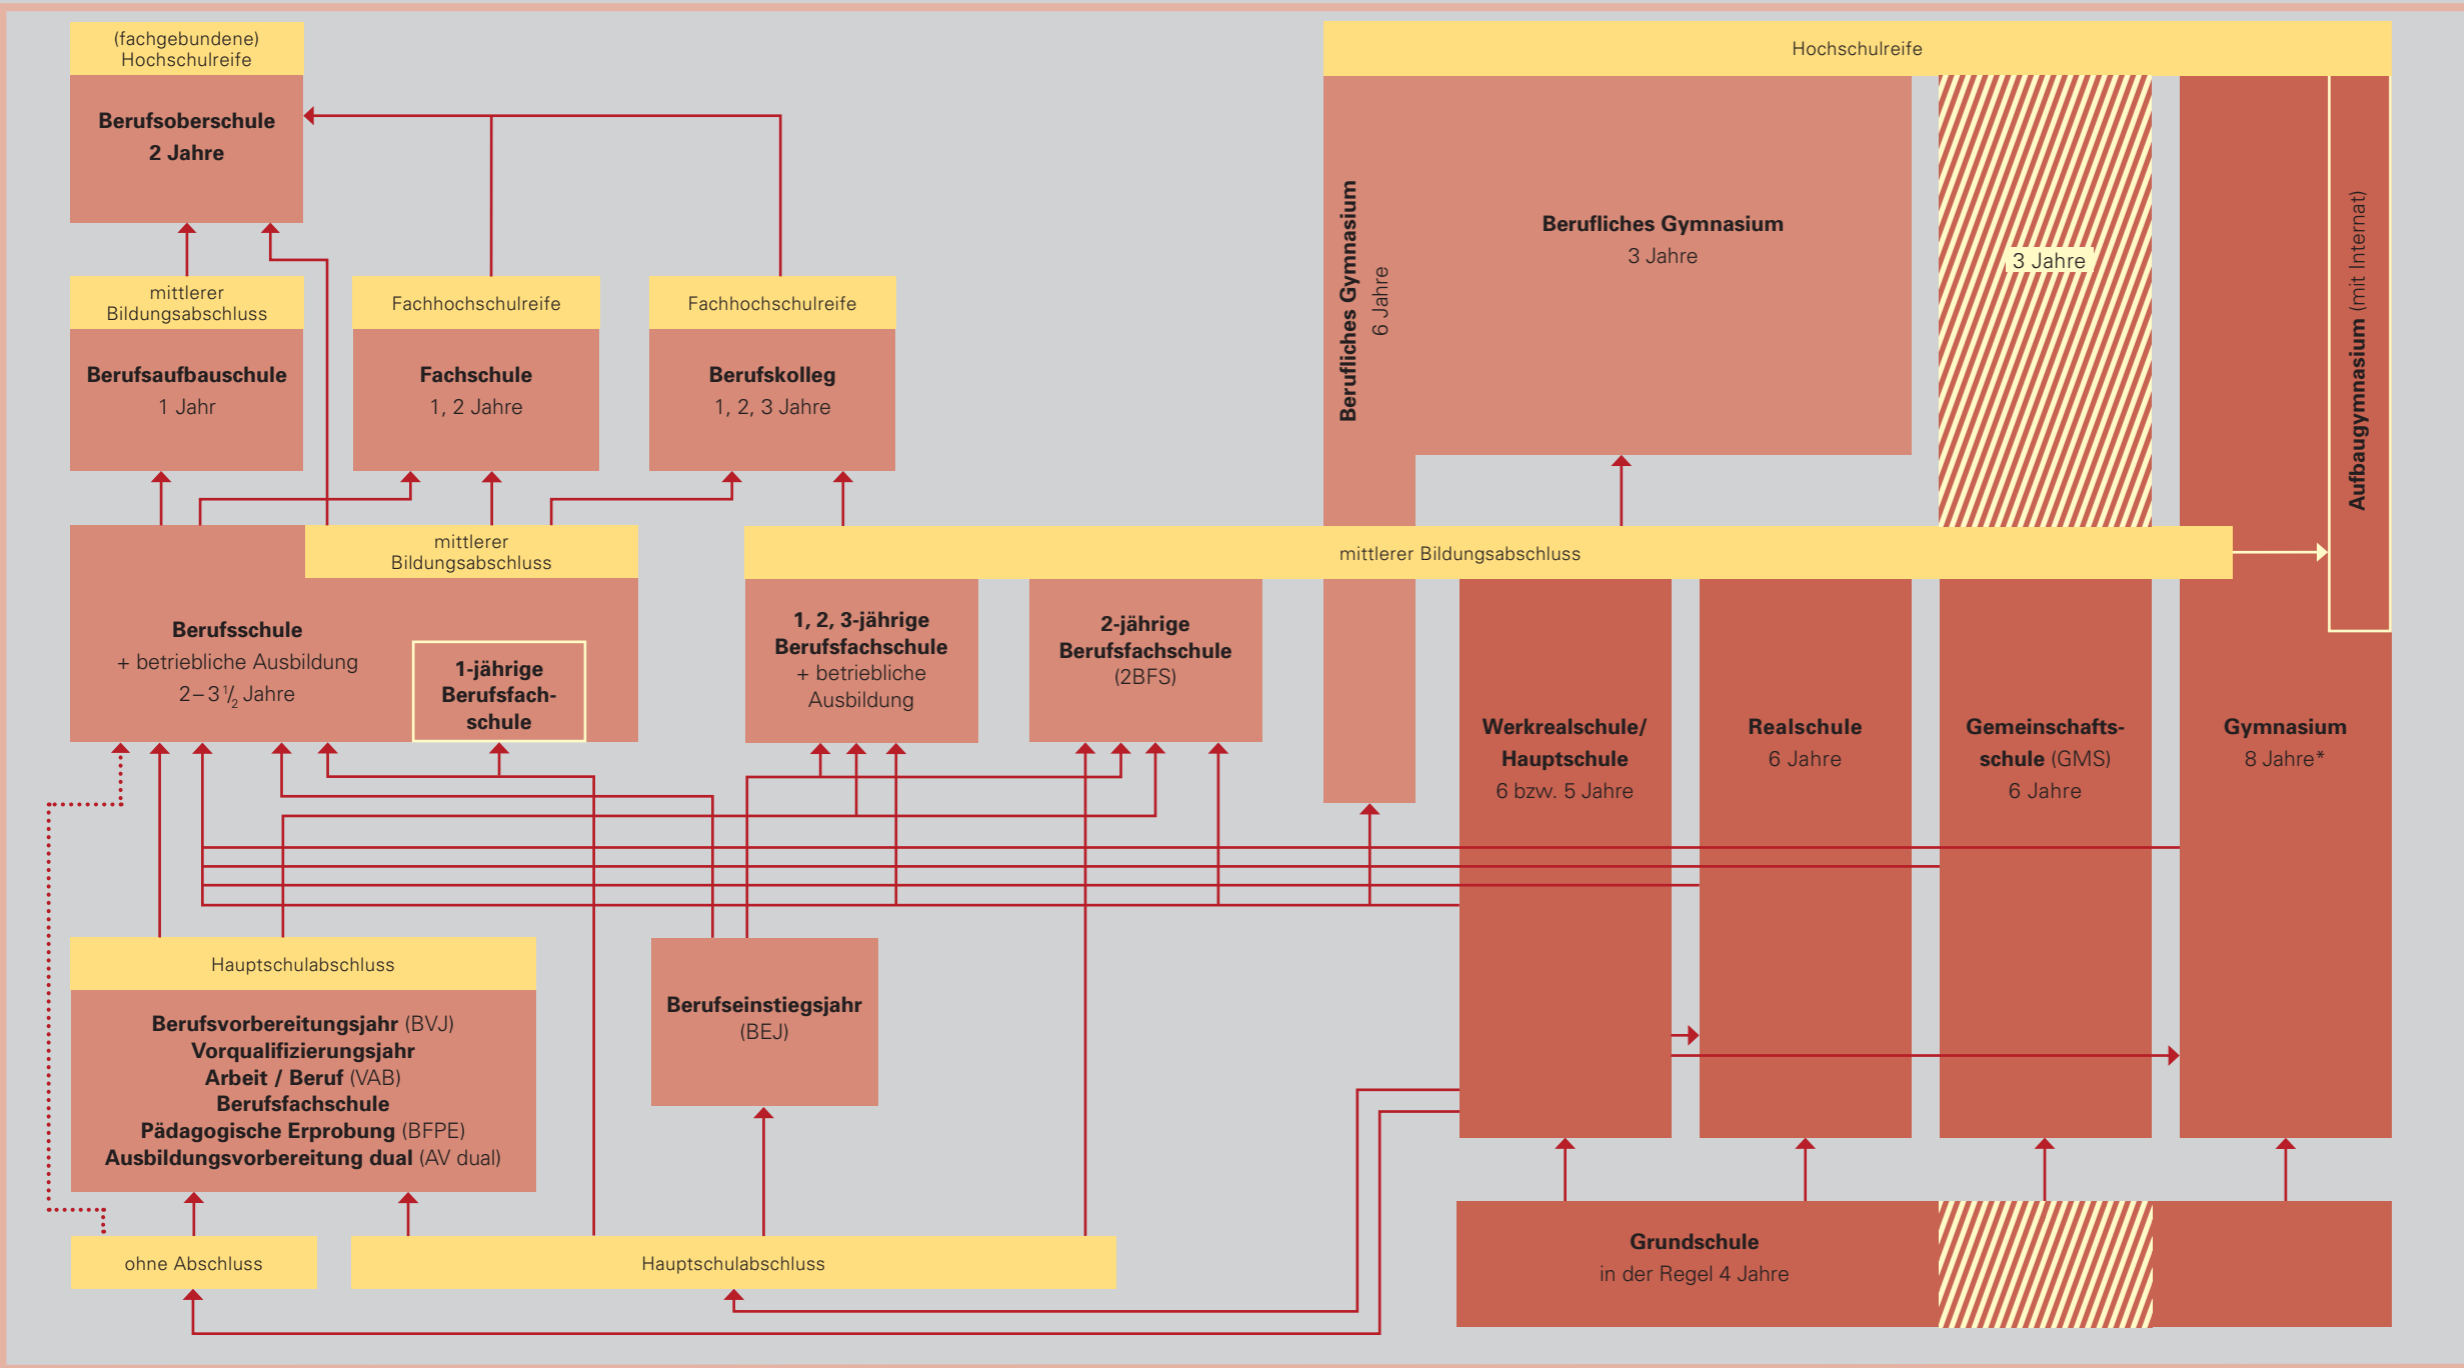 (fachgebundene)
Hochschulreife
Berufsoberschule
2 Jahre
Hochschulreife
Berufliches Gymnasium
6 Jahre
Berufliches Gymnasium
3 Jahre
3 Jahre
Aufbaugymnasium (mit Internat)
mittlerer
Bildungsabschluss
Berufsaufbauschule
1 Jahr
Fachhochschulreife
Fachschule
1, 2 Jahre
Fachhochschulreife
Berufskolleg
1, 2, 3 Jahre
mittlerer
Bildungsabschluss
Berufsschule
+ betriebliche Ausbildung
2–3 1/2 Jahre
1-jährige
Berufsfach-
schule
mittlerer Bildungsabschluss
1, 2, 3-jährige
Berufsfachschule
+ betriebliche
Ausbildung
2-jährige
Berufsfachschule
(2BFS)
Werkrealschule/
Hauptschule
6 bzw. 5 Jahre
Realschule
6 Jahre
Gemeinschafts-
schule (GMS)
6 Jahre
Gymnasium
8 Jahre*
Hauptschulabschluss
Berufsvorbereitungsjahr (BVJ)
Vorqualifizierungsjahr
Arbeit / Beruf (VAB)
Berufsfachschule
Pädagogische Erprobung (BFPE)
Ausbildungsvorbereitung dual (AV dual)
Berufseinstiegsjahr
(BEJ)
ohne Abschluss
Hauptschulabschluss
Grundschule
in der Regel 4 Jahre